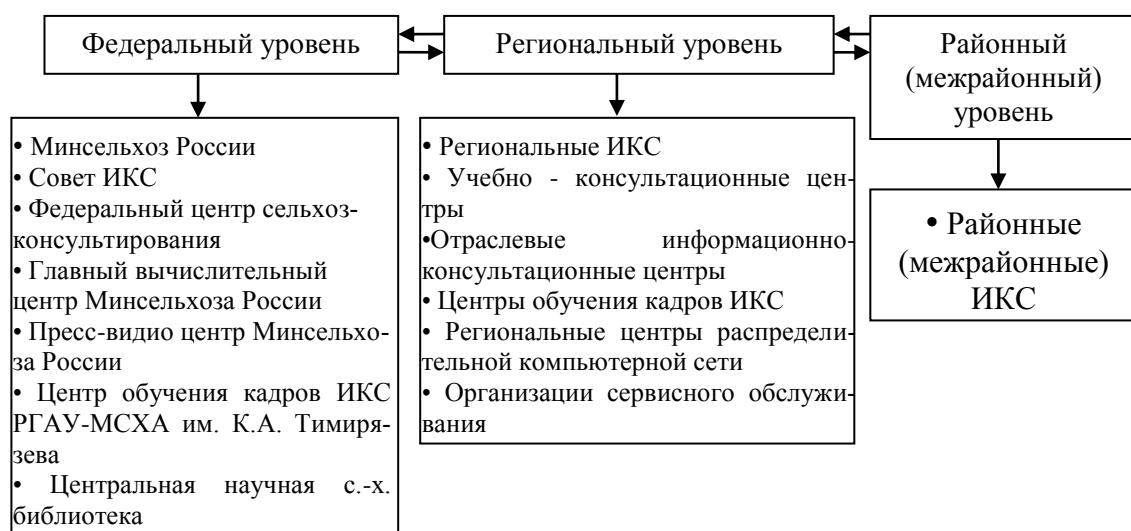 Федеральный уровень
Региональный уровень
Районный
(межрайонный)
уровень
• Минсельхоз России
• Совет ИКС
• Федеральный центр сельхоз-
консультирования
• Главный вычислительный
центр Минсельхоза России
• Пресс-видио центр Минсельхо-
за России
• Центр обучения кадров ИКС
РГАУ-МСХА им. К.А. Тимиря-
зева
• Центральная научная с.-х.
библиотека
• Региональные ИКС
• Учебно - консультационные цен-
тры
•Отраслевые информационно-
консультационные центры
• Центры обучения кадров ИКС
• Региональные центры распредели-
тельной компьютерной сети
• Организации сервисного обслужи-
вания
• Районные
(межрайонные)
ИКС